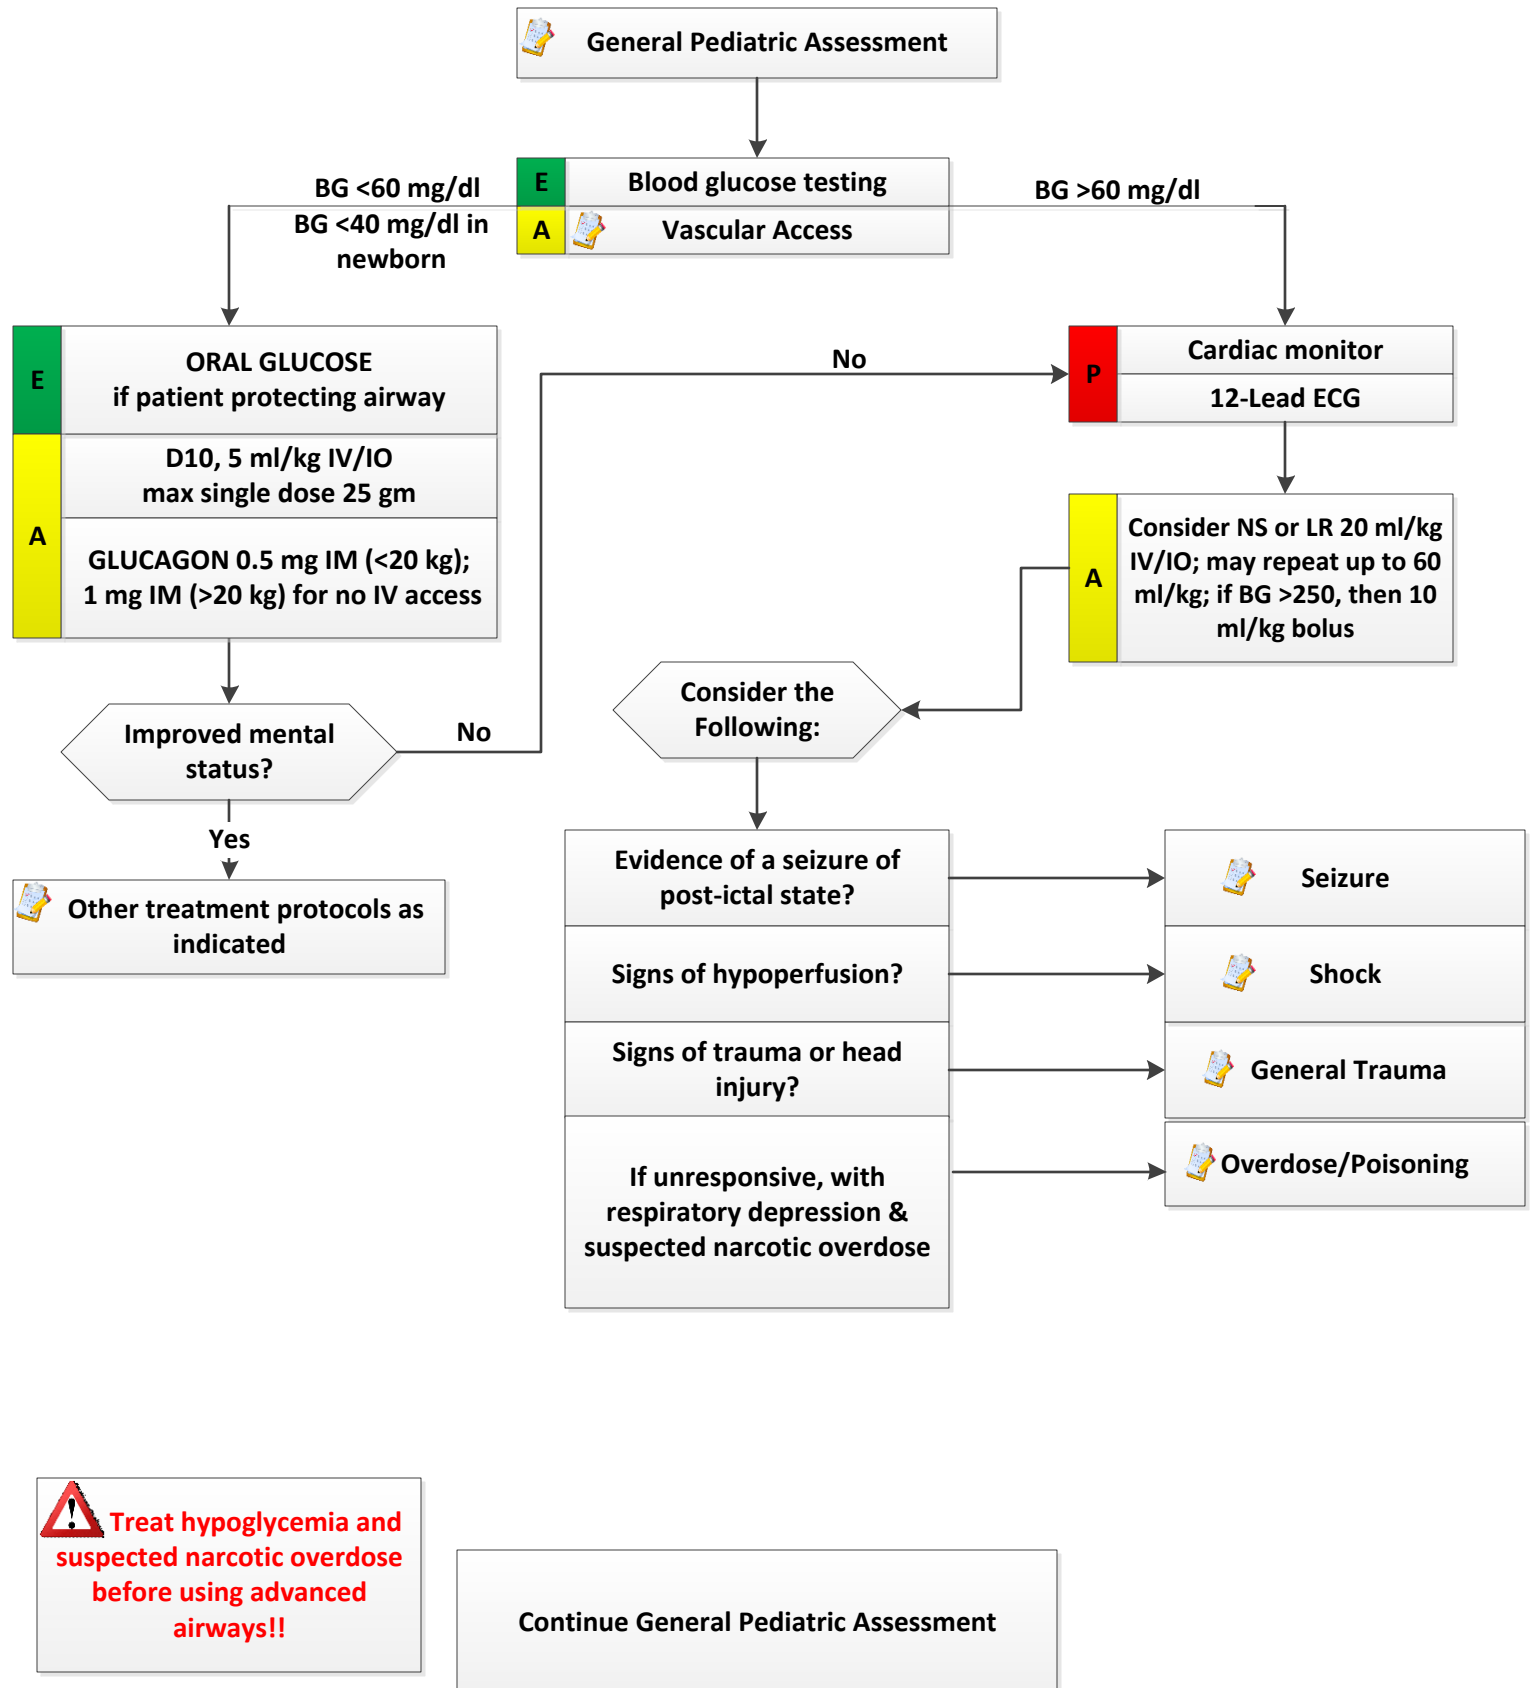 General Pediatric Assessment
BG <60 mg/dl
BG <40 mg/dl in
newborn
E
Blood glucose testing
A
Vascular Access
BG >60 mg/dl
E
ORAL GLUCOSE
if patient protecting airway
A
D10, 5 ml/kg IV/IO
max single dose 25 gm
GLUCAGON 0.5 mg IM (<20 kg);
1 mg IM (>20 kg) for no IV access
No
P
Cardiac monitor
12-Lead ECG
A
Consider NS or LR 20 ml/kg
IV/IO; may repeat up to 60
ml/kg; if BG >250, then 10
ml/kg bolus
Improved mental
status?
No
Yes
Other treatment protocols as
indicated
Consider the
Following:
Evidence of a seizure of
post-ictal state?
Seizure
Signs of hypoperfusion?
Shock
Signs of trauma or head
injury?
General Trauma
If unresponsive, with
respiratory depression &
suspected narcotic overdose
Overdose/Poisoning
Treat hypoglycemia and
suspected narcotic overdose
before using advanced
airways!!
Continue General Pediatric Assessment